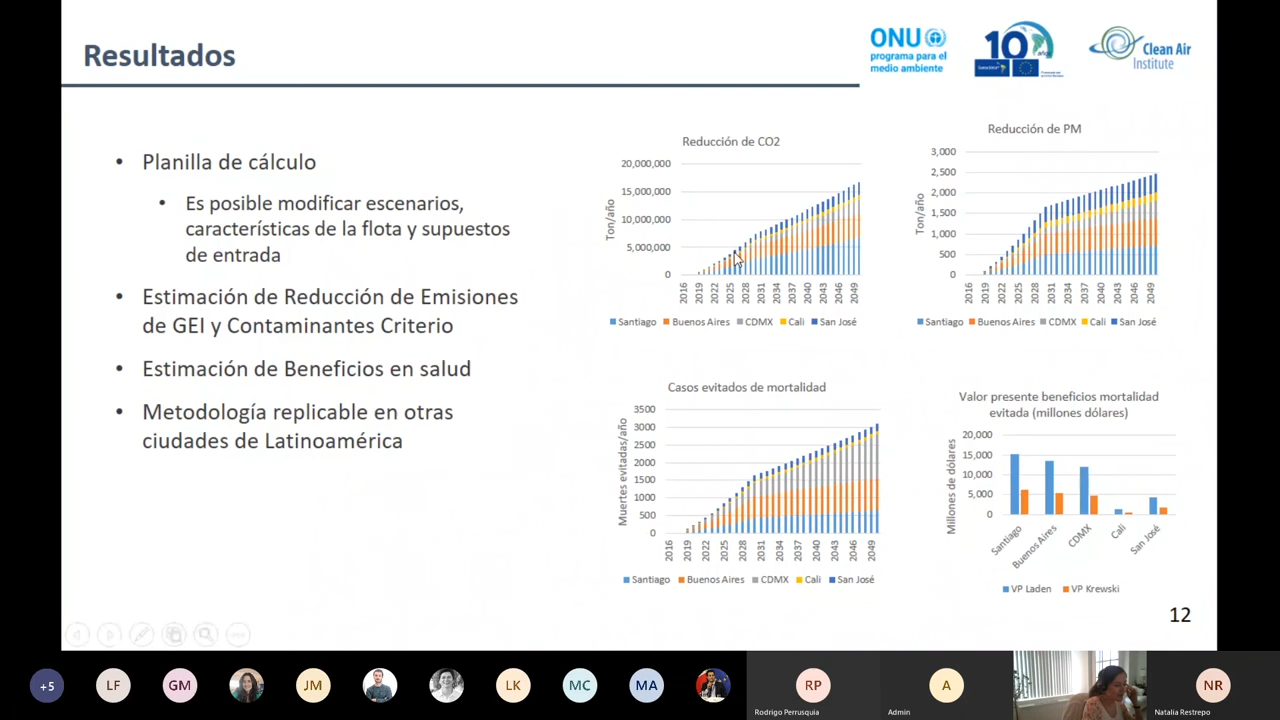 Resultados
ONU
programa para el
medio ambiente
10
Clean Air
Institute
• Planilla de cálculo
• Es posible modificar escenarios,
características de la flota y supuestos
de entrada
• Estimación de Reducción de Emisiones
de GEI y Contaminantes Criterio
• Estimación de Beneficios en salud
• Metodología replicable en otras
ciudades de Latinoamérica
Reducción de CO2
Ton/año
20,000,000
15,000,000
10,000,000
5,000,000
0
2016 2019 2022 2025 2028 2031 2034 2037 2040 2043 2046 2049
Santiago Buenos Aires CDMX Cali San José
Reducción de PM
Ton/año
3,000
2,500
2,000
1,500
1,000
500
0
2016 2019 2022 2025 2028 2031 2034 2037 2040 2043 2046 2049
Santiago Buenos Aires CDMX Cali San José
Casos evitados de mortalidad
Muertes evitadas/año
3500
3000
2500
2000
1500
1000
500
0
2016 2019 2022 2025 2028 2031 2034 2037 2040 2043 2046 2049
Santiago Buenos Aires CDMX Cali San José
Valor presente beneficios mortalidad
evitada (millones dólares)
Millones de dólares
20,000
15,000
10,000
5,000
0
Santiago Buenos Aires CDMX Cali San José
VP Laden VP Krewski
12
+5 LF GM JM LK MC MA RP A NR
Rodrigo Perrusquia Admin Natalia Restrepo